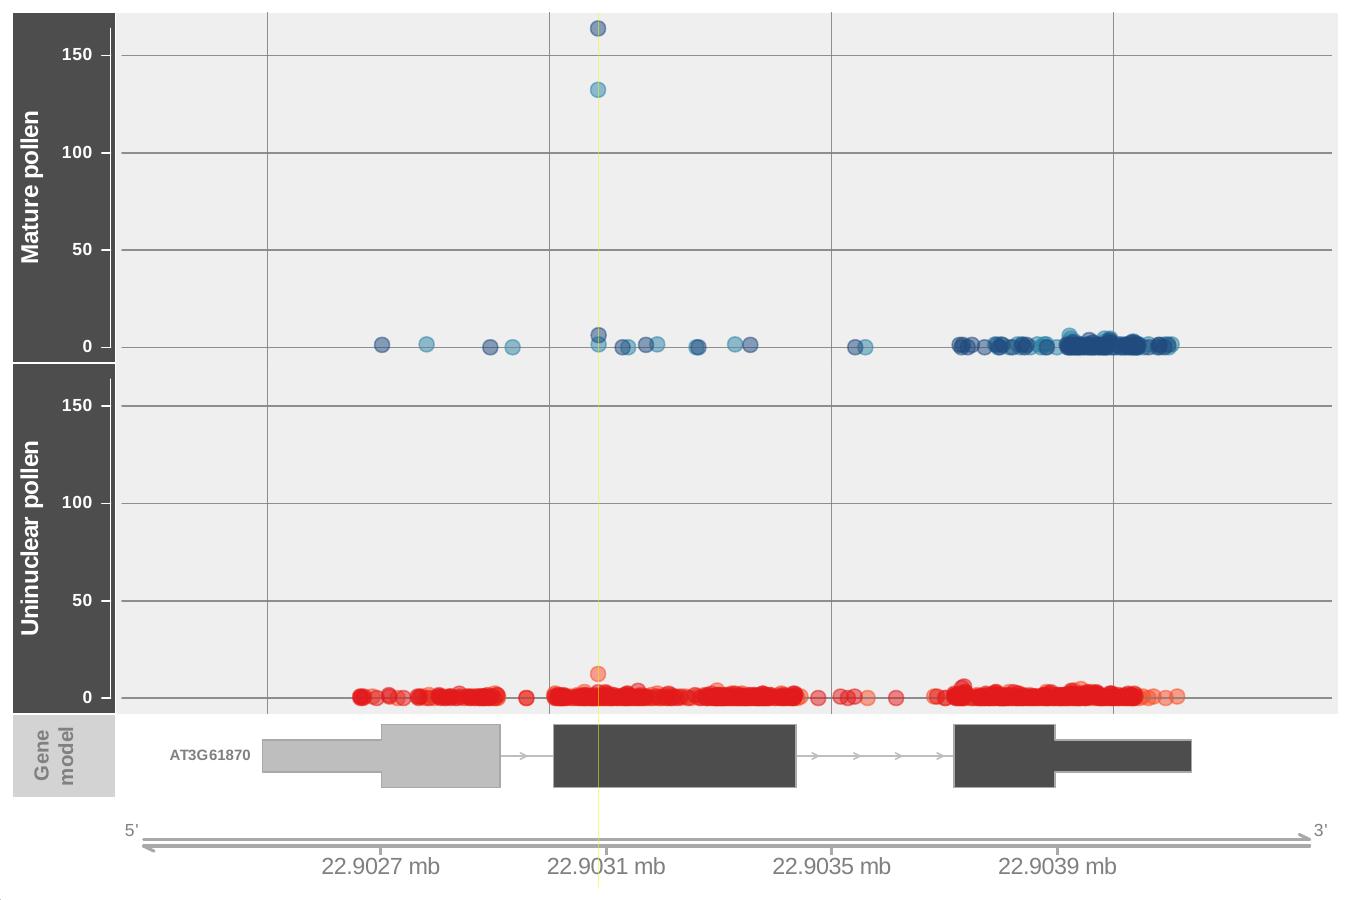 Mature pollen
150
100
50
0
Uninuclear pollen
150
100
50
0
Gene
model
AT3G61870
5'
3'
22.9027 mb
22.9031 mb
22.9035 mb
22.9039 mb